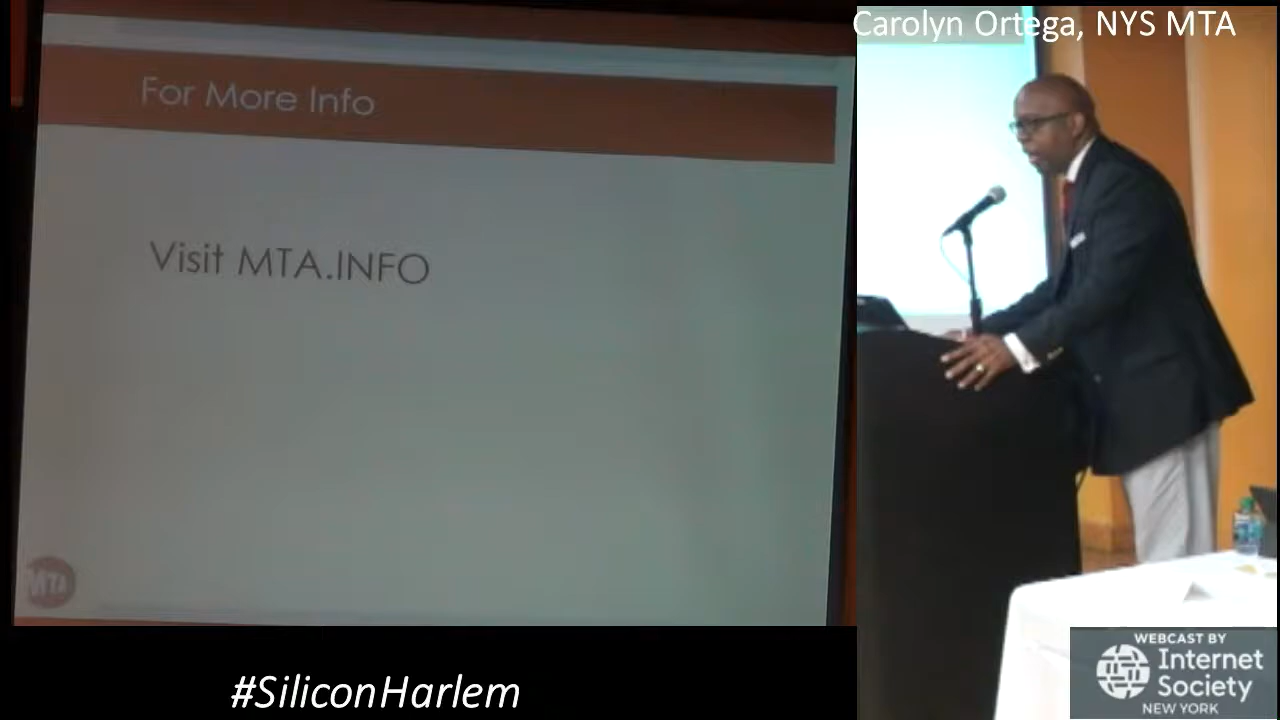 Carolyn Ortega, NYS MTA
For More Info
Visit MTA.INFO
MTA
#SiliconHarlem
WEBCAST BY
Internet
Society
NEW YORK